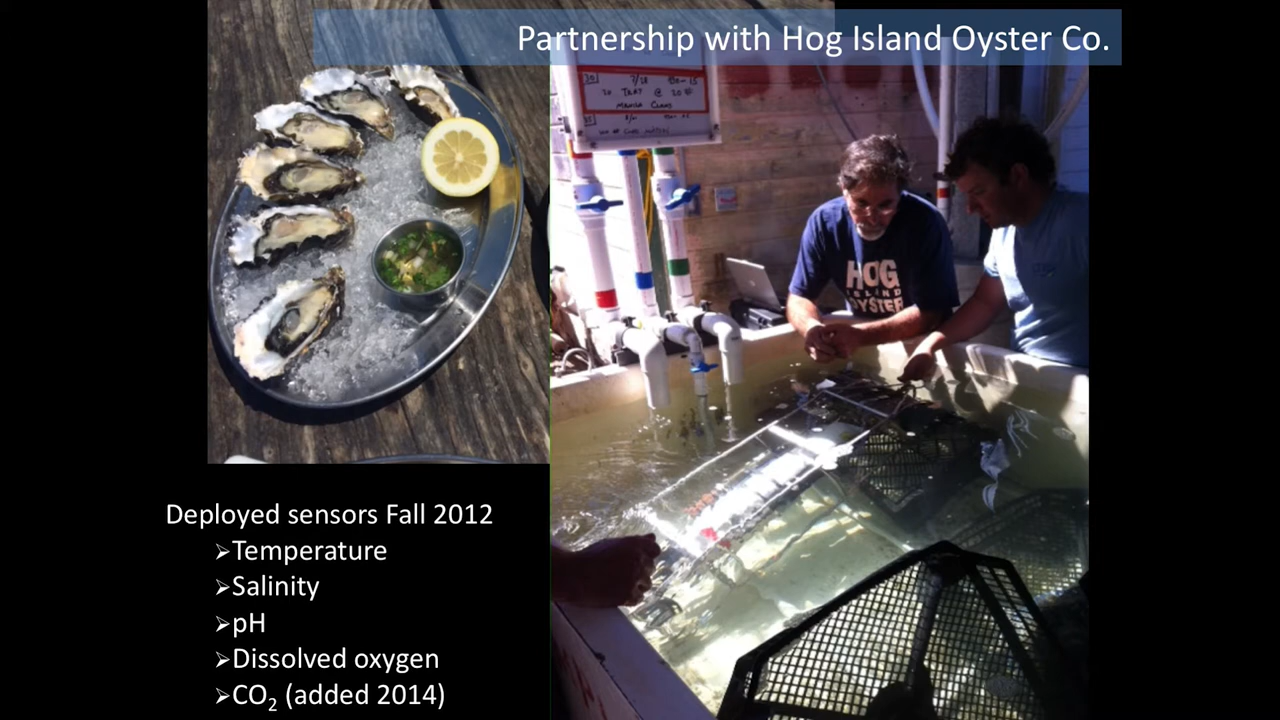 Partnership with Hog Island Oyster Co.
HOG
ISLAND
OYSTER
Deployed sensors Fall 2012
➢Temperature
➢Salinity
➢pH
➢Dissolved oxygen
➢CO₂ (added 2014)